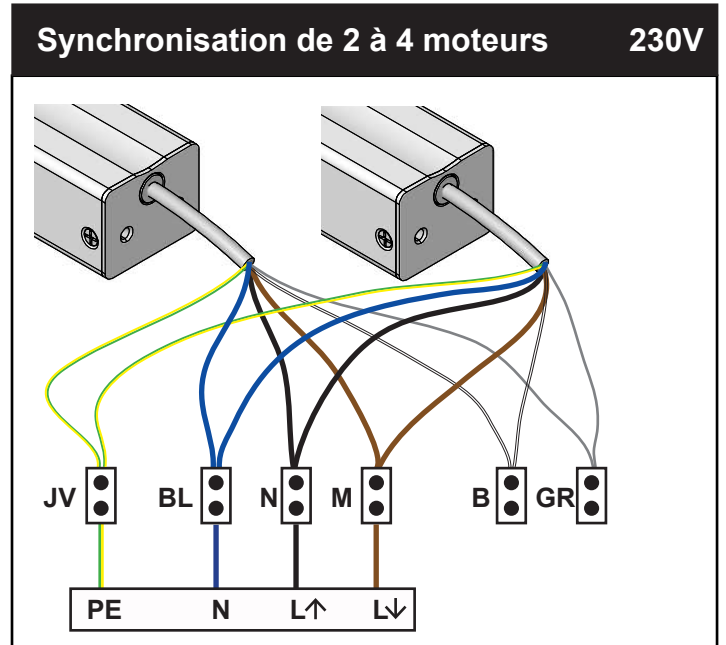 Synchronisation de 2 à 4 moteurs 230V
JV BL N M B GR
PE N L↑ L↓